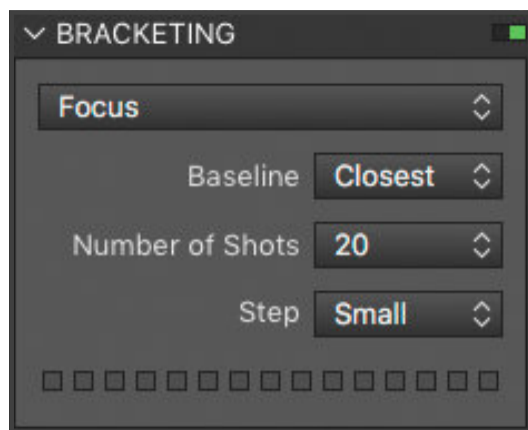 BRACKETING
Focus
Baseline Closest
Number of Shots 20
Step Small